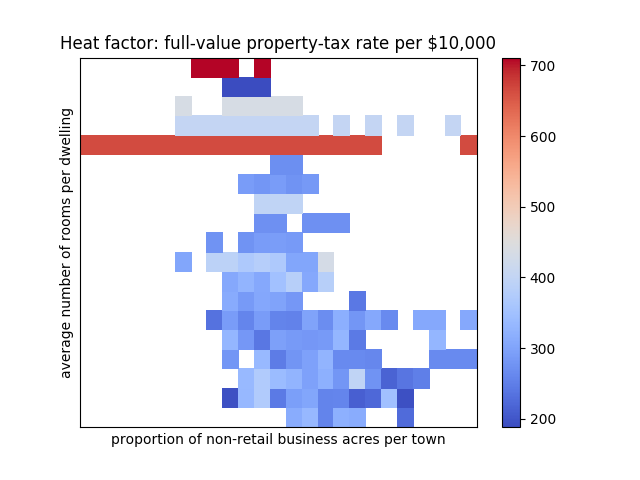 Heat factor: full-value property-tax rate per $10,000
average number of rooms per dwelling
proportion of non-retail business acres per town
700
600
500
400
300
200